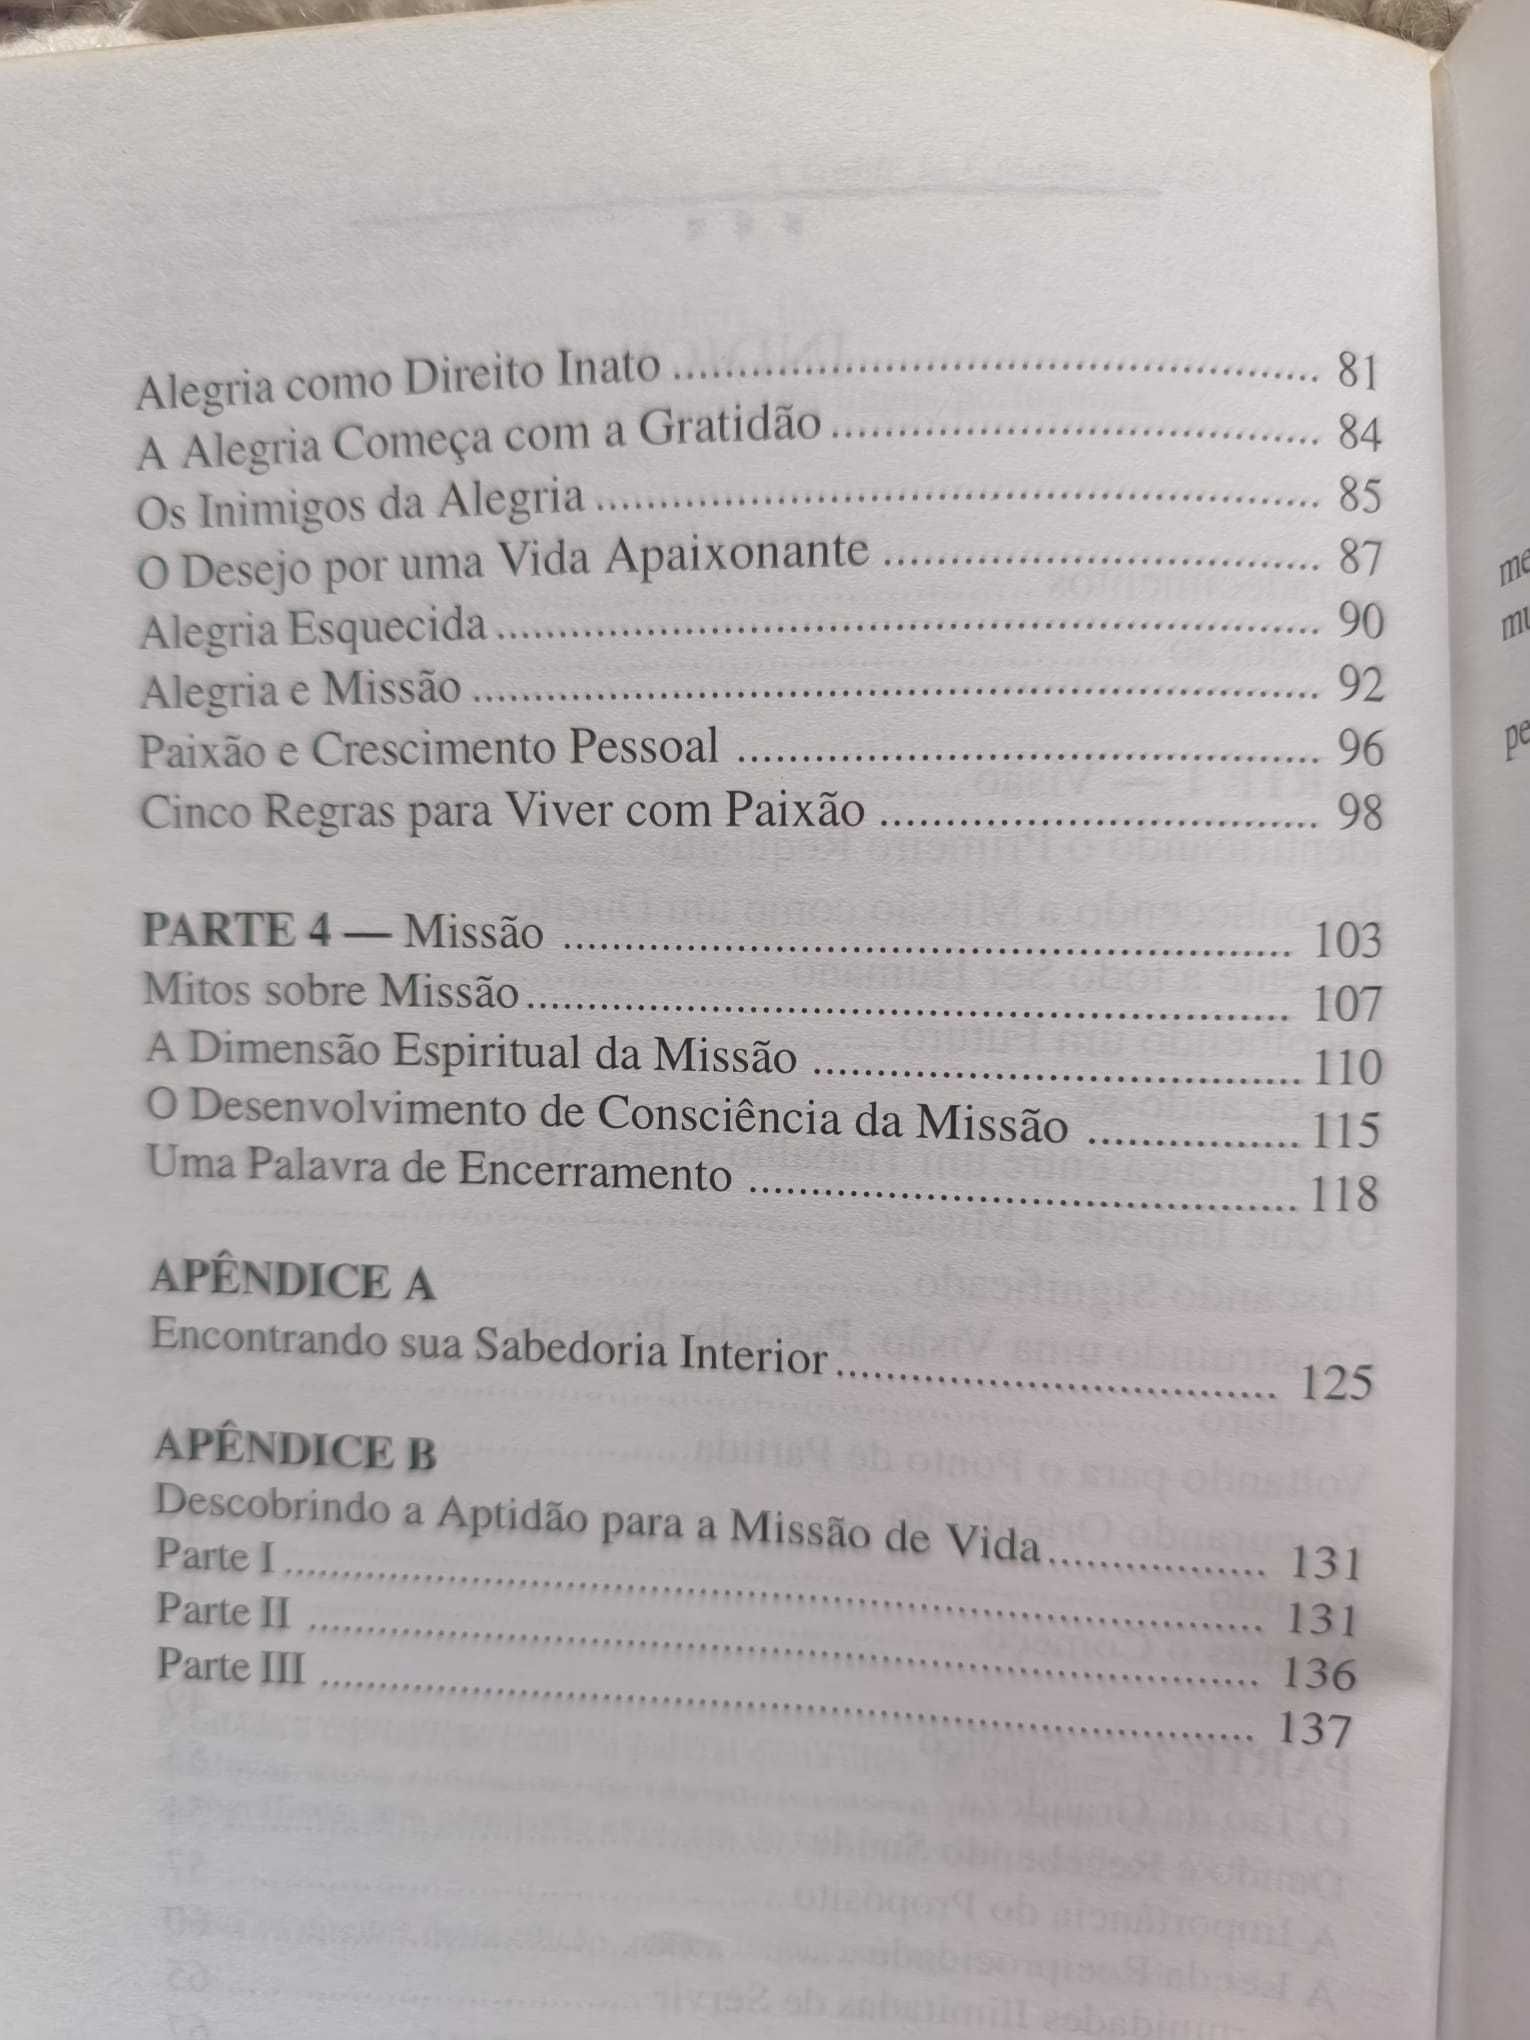 Alegria como Direito Inato ........................................ 81
A Alegria Começa com a Gratidão ........................................ 84
Os Inimigos da Alegria ........................................ 85
O Desejo por uma Vida Apaixonante ........................................ 87
Alegria Esquecida ........................................ 90
Alegria e Missão ........................................ 92
Paixão e Crescimento Pessoal ........................................ 96
Cinco Regras para Viver com Paixão ........................................ 98
PARTE 4 — Missão ........................................ 103
Mitos sobre Missão ........................................ 107
A Dimensão Espiritual da Missão ........................................ 110
O Desenvolvimento de Consciência da Missão ................. 115
Uma Palavra de Encerramento ........................................ 118
APÊNDICE A
Encontrando sua Sabedoria Interior ........................................ 125
APÊNDICE B
Descobrindo a Aptidão para a Missão de Vida ................. 131
Parte I ........................................ 131
Parte II ........................................ 136
Parte III ........................................ 137